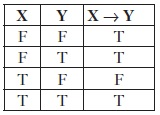 X Y X → Y
F F T
F T T
T F F
T T T